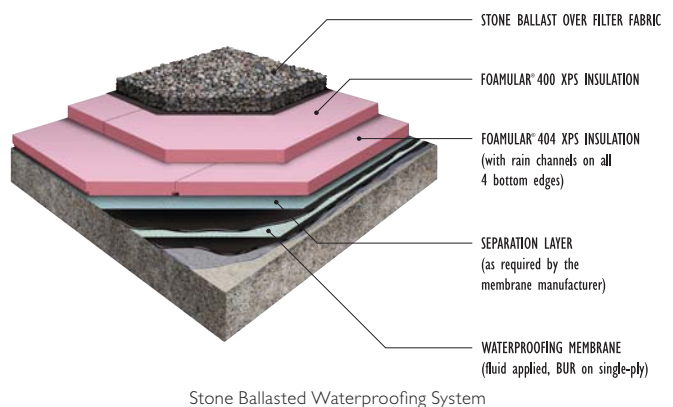 STONE BALLAST OVER FILTER FABRIC
FOAMULAR® 400 XPS INSULATION
FOAMULAR® 404 XPS INSULATION
(with rain channels on all
4 bottom edges)
SEPARATION LAYER
(as required by the
membrane manufacturer)
WATERPROOFING MEMBRANE
(fluid applied, BUR on single-ply)
Stone Ballasted Waterproofing System